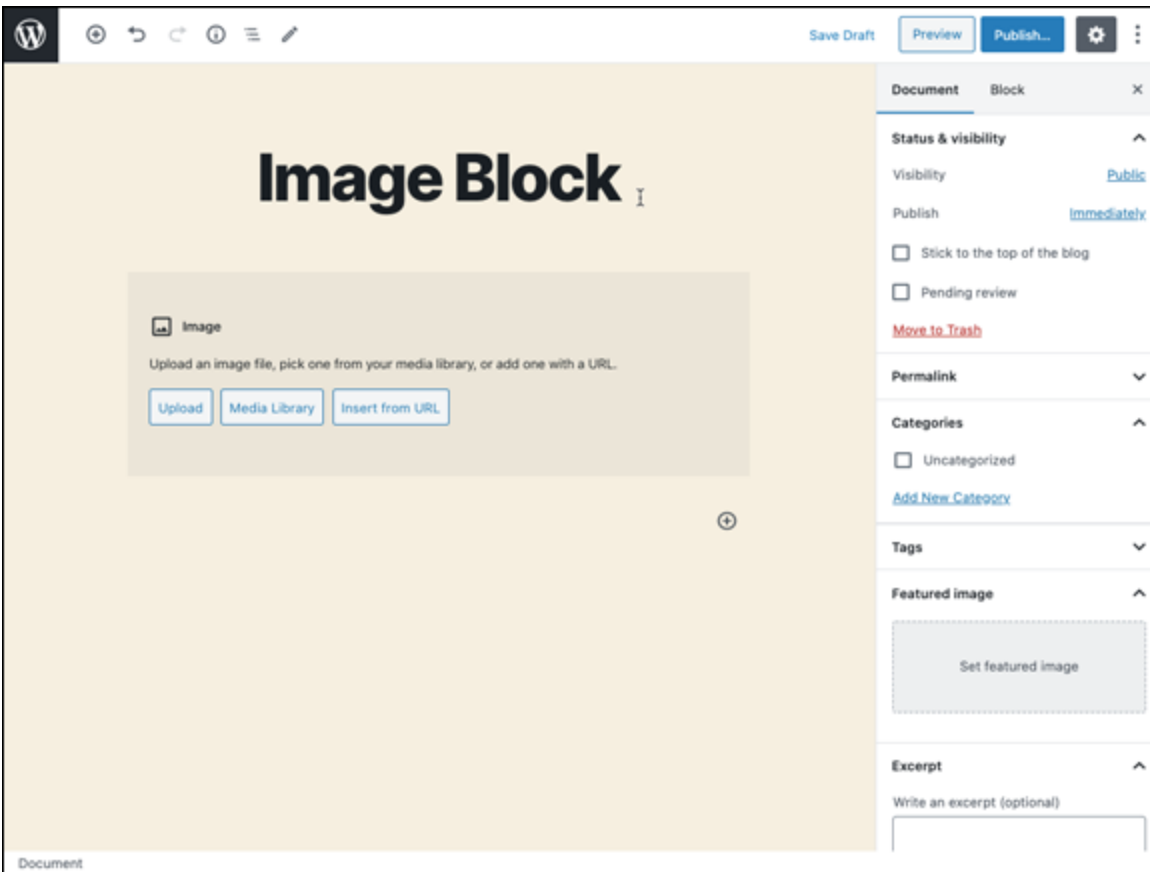 Save Draft
Preview
Publish...
Document
Block
Status & visibility
Image Block
Visibility
Public
Publish
Immediately
Stick to the top of the blog
Pending review
Image
Move to Trash
Upload an image file, pick one from your media library, or add one with a URL.
Permalink
Upload
Media Library
Insert from URL
Categories
Uncategorized
Add New Category
Tags
Featured image
Set featured image
Excerpt
Write an excerpt (optional)
Document